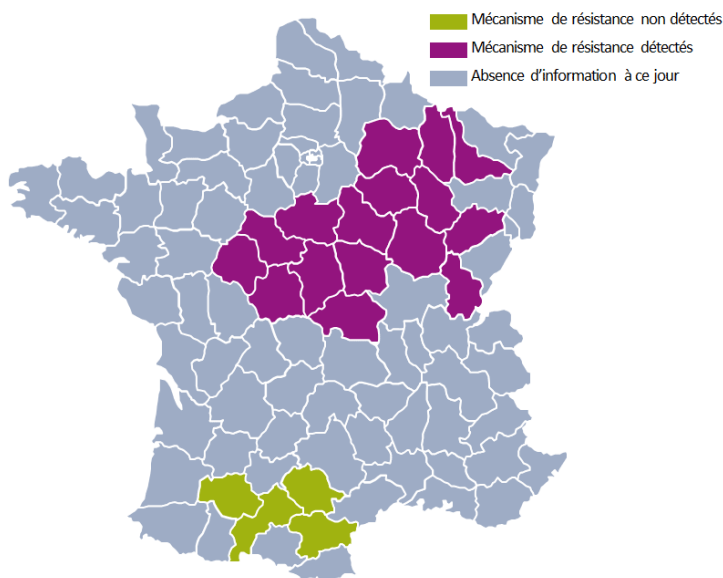 Mécanisme de résistance non détectés
Mécanisme de résistance détectés
Absence d'information à ce jour